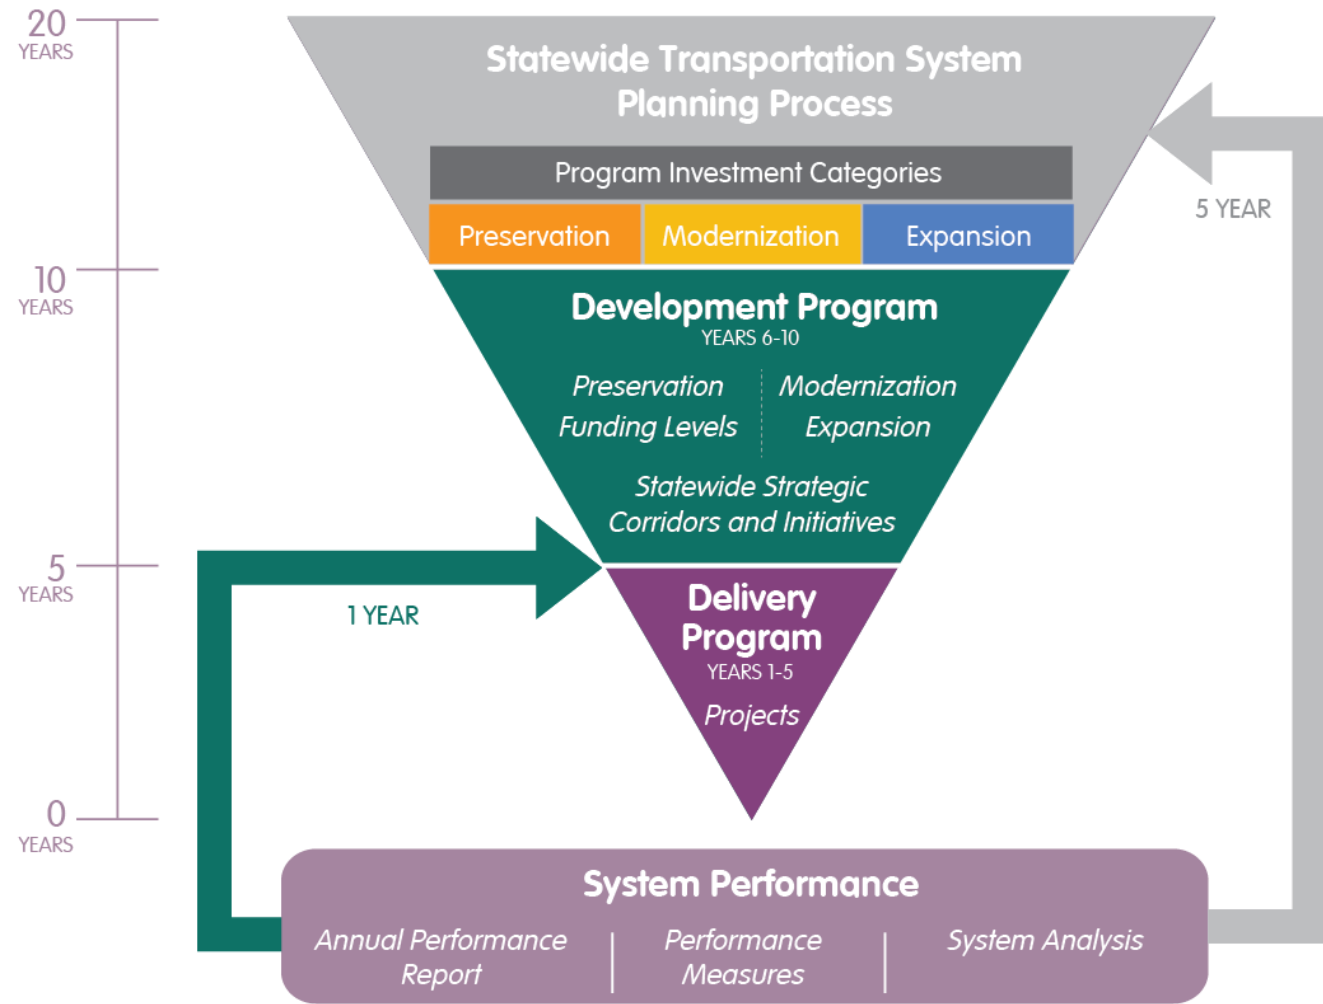 20
YEARS
Statewide Transportation System
Planning Process
Program Investment Categories
Preservation
Modernization
Expansion
5 YEAR
10
YEARS
Development Program
YEARS 6-10
Preservation
Funding Levels
Modernization
Expansion
Statewide Strategic
Corridors and Initiatives
5
YEARS
1 YEAR
Delivery
Program
YEARS 1-5
Projects
0
YEARS
System Performance
Annual Performance
Report
Performance
Measures
System Analysis